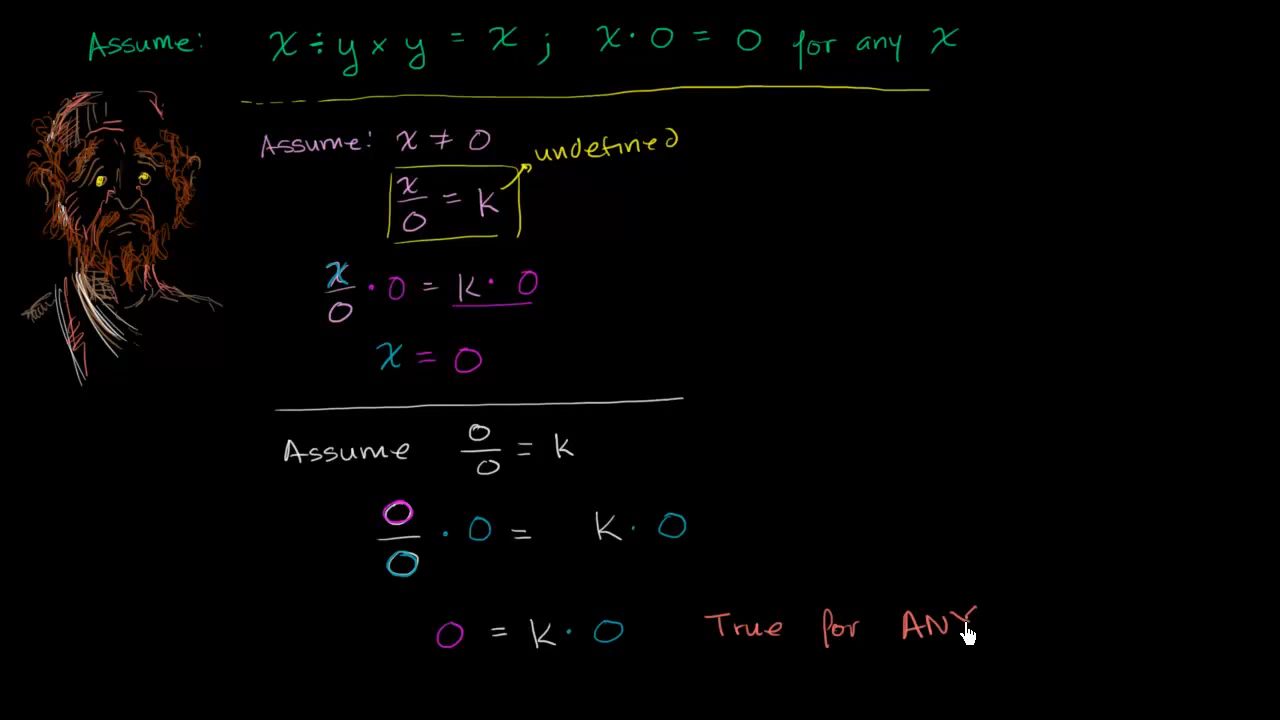 Assume: x ÷ y × y = x ; x · 0 = 0 for any x
Assume: x ≠ 0
undefined
x/0 = k
x/0 · 0 = k · 0
x = 0
Assume 0/0 = k
0/0 · 0 = k · 0
0 = k · 0 True for ANY